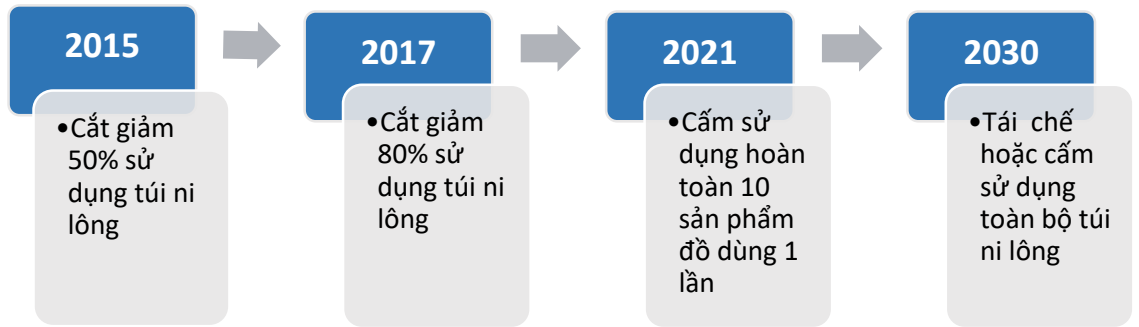 2015
•Cắt giảm
50% sử
dụng túi ni
lông
2017
•Cắt giảm
80% sử
dụng túi ni
lông
2021
•Cấm sử
dụng hoàn
toàn 10
sản phẩm
đồ dùng 1
lần
2030
•Tái chế
hoặc cấm
sử dụng
toàn bộ túi
ni lông